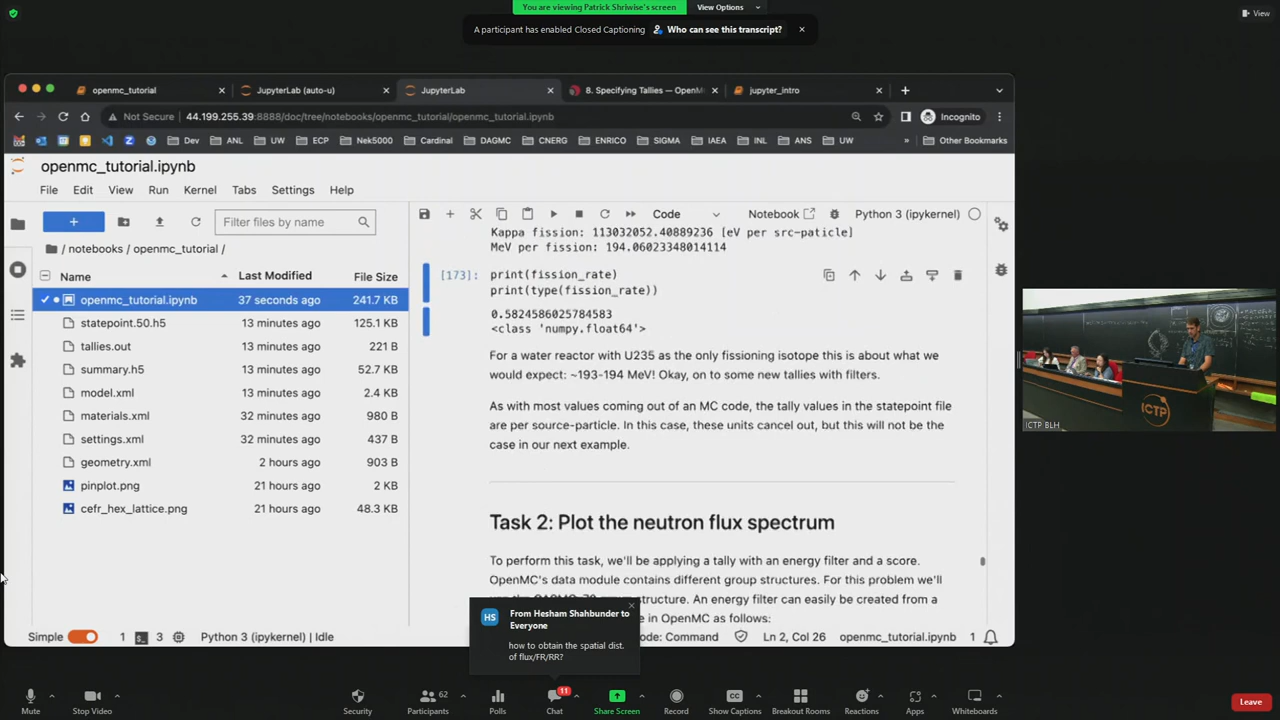 You are viewing Patrick Shriwise's screen
View Options
View
A participant has enabled Closed Captioning
Who can see this transcript?
openmc_tutorial
JupyterLab (auto-u)
JupyterLab
8. Specifying Tallies — OpenM
jupyter_intro
Not Secure
44.199.255.39:8888/doc/tree/notebooks/openmc_tutorial/openmc_tutorial.ipynb
Incognito
Dev
ANL
UW
ECP
Nek5000
Cardinal
DAGMC
CNERG
ENRICO
SIGMA
IAEA
INL
ANS
UW
»
Other Bookmarks
openmc_tutorial.ipynb
File
Edit
View
Run
Kernel
Tabs
Settings
Help
Filter files by name
/ notebooks / openmc_tutorial /
Name
Last Modified
File Size
openmc_tutorial.ipynb 37 seconds ago 241.7 KB
statepoint.50.h5 13 minutes ago 125.1 KB
tallies.out 13 minutes ago 221 B
summary.h5 13 minutes ago 52.7 KB
model.xml 13 minutes ago 2.4 KB
materials.xml 32 minutes ago 980 B
settings.xml 32 minutes ago 437 B
geometry.xml 2 hours ago 903 B
pinplot.png 21 hours ago 2 KB
cefr_hex_lattice.png 21 hours ago 48.3 KB
Code
Notebook
Python 3 (ipykernel)
Kappa fission: 113032052.40889236 [eV per src-paticle]
MeV per fission: 194.06023348014114
[173]:
print(fission_rate)
print(type(fission_rate))
0.5824586025784583
<class 'numpy.float64'>
For a water reactor with U235 as the only fissioning isotope this is about what we
would expect: ~193-194 MeV! Okay, on to some new tallies with filters.
As with most values coming out of an MC code, the tally values in the statepoint file
are per source-particle. In this case, these units cancel out, but this will not be the
case in our next example.
Task 2: Plot the neutron flux spectrum
To perform this task, we'll be applying a tally with an energy filter and a score.
OpenMC's data module contains different group structures. For this problem we'll
structure. An energy filter can easily be created from a
e in OpenMC as follows:
From Hesham Shahbunder to
Everyone
how to obtain the spatial dist.
of flux/FR/RR?
Simple
1
3
Python 3 (ipykernel) | Idle
ode: Command
Ln 2, Col 26
openmc_tutorial.ipynb
1
ICTP
ICTP BLH
Mute
Stop Video
Security
Participants
62
Polls
Chat
11
Share Screen
Record
Show Captions
Breakout Rooms
Reactions
Apps
Whiteboards
Leave